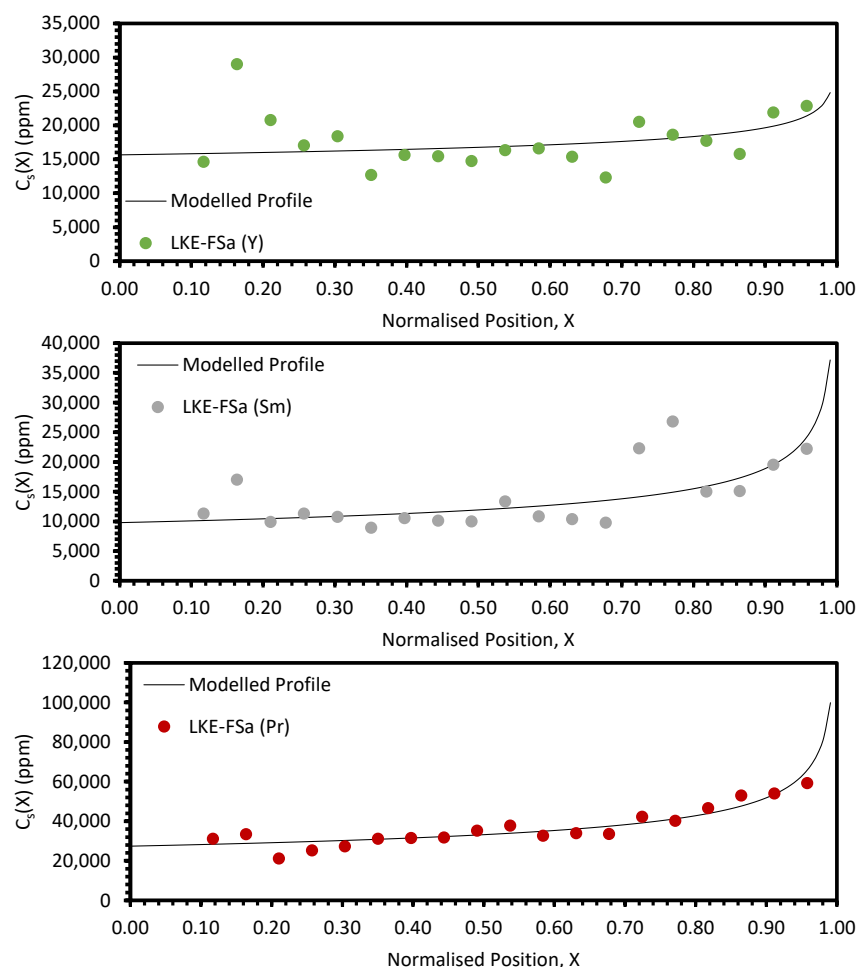 35,000
30,000
25,000
20,000
15,000
10,000
5,000
0
Cₛ(X) (ppm)
Modelled Profile
LKE-FSa (Y)
0.00 0.10 0.20 0.30 0.40 0.50 0.60 0.70 0.80 0.90 1.00
Normalised Position, X
40,000
35,000
30,000
25,000
20,000
15,000
10,000
5,000
0
Cₛ(X) (ppm)
Modelled Profile
LKE-FSa (Sm)
0.00 0.10 0.20 0.30 0.40 0.50 0.60 0.70 0.80 0.90 1.00
Normalised Position, X
120,000
100,000
80,000
60,000
40,000
20,000
0
Cₛ(X) (ppm)
Modelled Profile
LKE-FSa (Pr)
0.00 0.10 0.20 0.30 0.40 0.50 0.60 0.70 0.80 0.90 1.00
Normalised Position, X